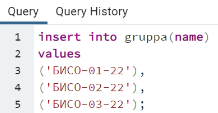 Query Query History
1 insert into gruppa(name)
2 values
3 ('БИСО-01-22'),
4 ('БИСО-02-22'),
5 ('БИСО-03-22');